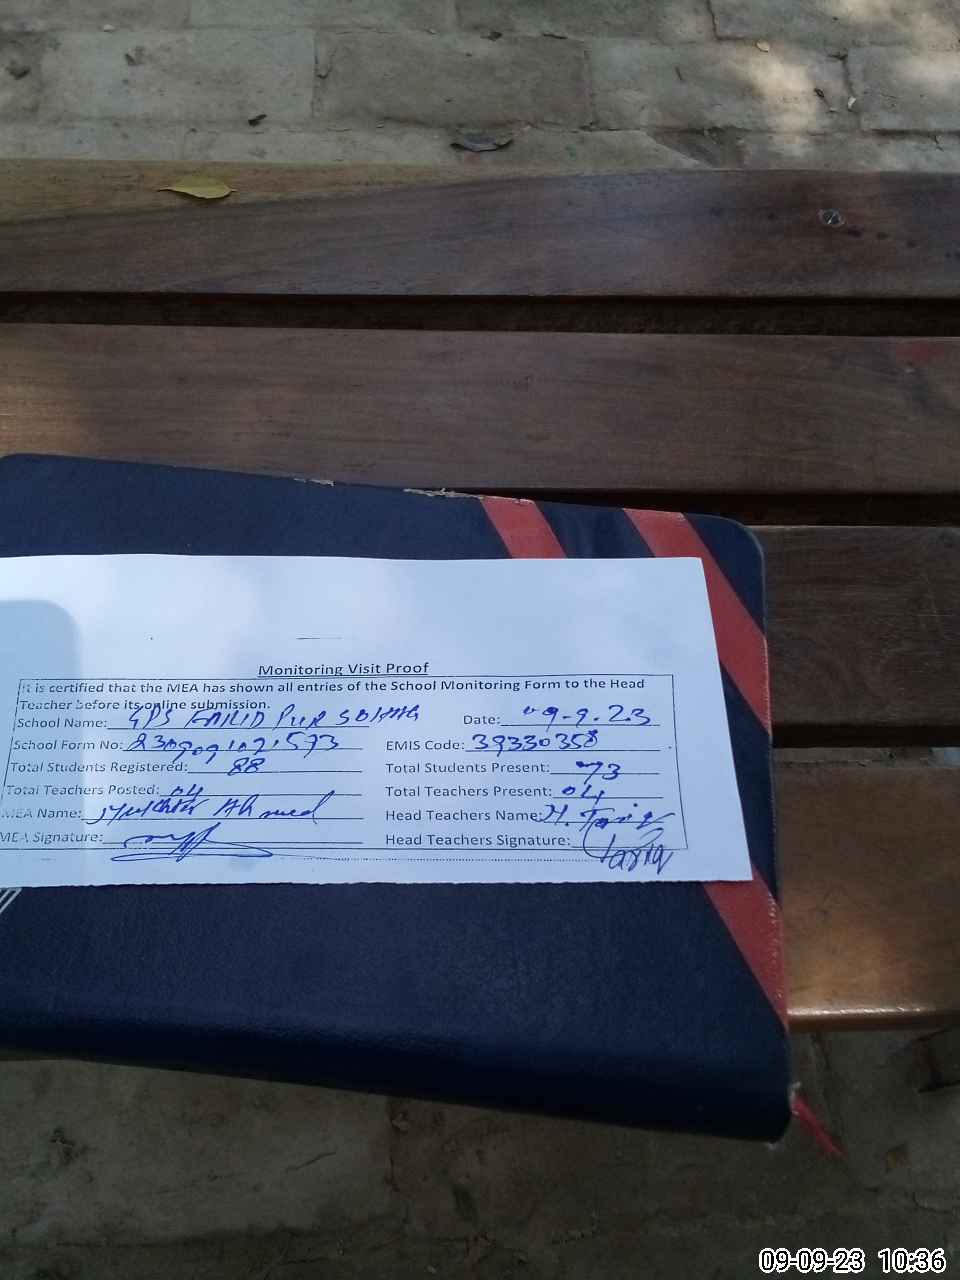 Monitoring Visit Proof
It is certified that the MEA has shown all entries of the School Monitoring Form to the Head
Teacher before its online submission.
School Name: GPS FARID PUR SOHAG Date: 09-9-23
School Form No: EMIS Code: 39330358
Total Students Registered: 88 Total Students Present: 73
Total Teachers Posted: 04 Total Teachers Present: 04
MEA Name: Mukhtar Ahmed Head Teachers Name: M. Tariq
MEA Signature: Head Teachers Signature: Tariq
09-09-23 10:36